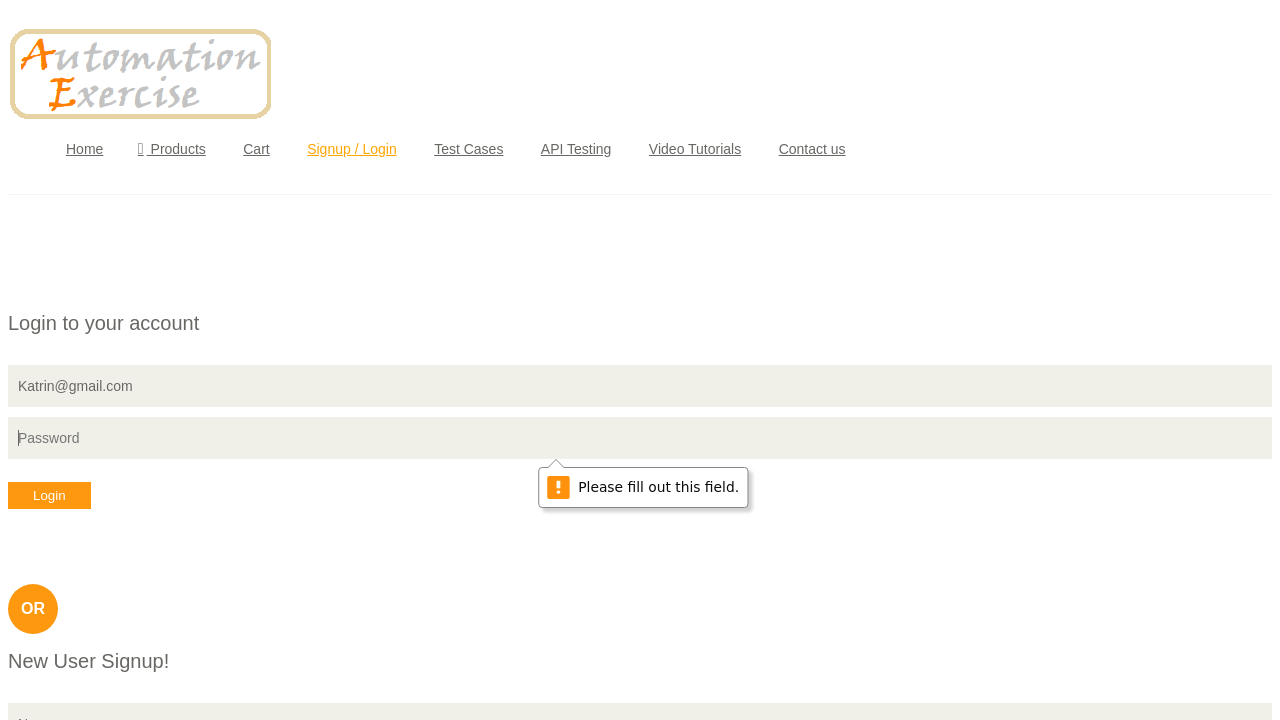 Automation
Exercise
Home Products Cart Signup / Login Test Cases API Testing Video Tutorials Contact us
Login to your account
Katrin@gmail.com
Password
Please fill out this field.
Login
OR
New User Signup!